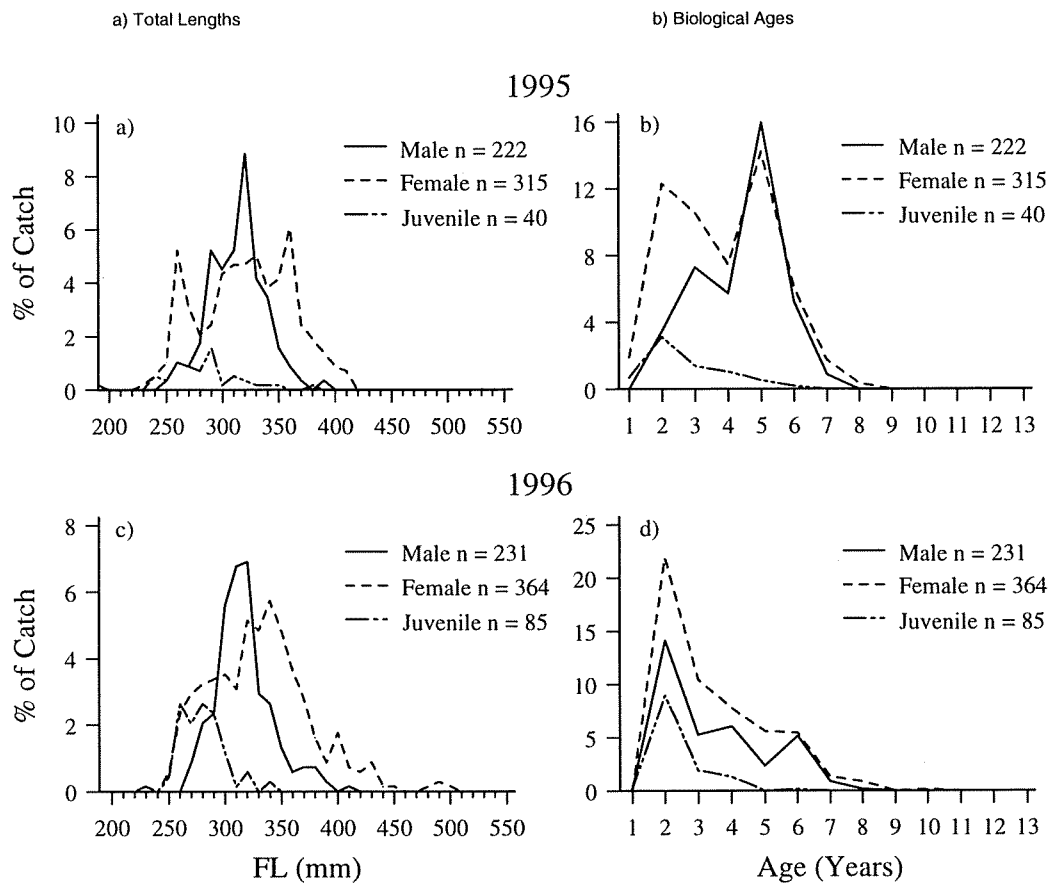 a) Total Lengths
b) Biological Ages
1995
a)
Male n = 222
Female n = 315
Juvenile n = 40
% of Catch
10
8
6
4
2
0
200 250 300 350 400 450 500 550
b)
Male n = 222
Female n = 315
Juvenile n = 40
16
12
8
4
0
1 2 3 4 5 6 7 8 9 10 11 12 13
1996
c)
Male n = 231
Female n = 364
Juvenile n = 85
% of Catch
8
6
4
2
0
200 250 300 350 400 450 500 550
FL (mm)
d)
Male n = 231
Female n = 364
Juvenile n = 85
25
20
15
10
5
0
1 2 3 4 5 6 7 8 9 10 11 12 13
Age (Years)